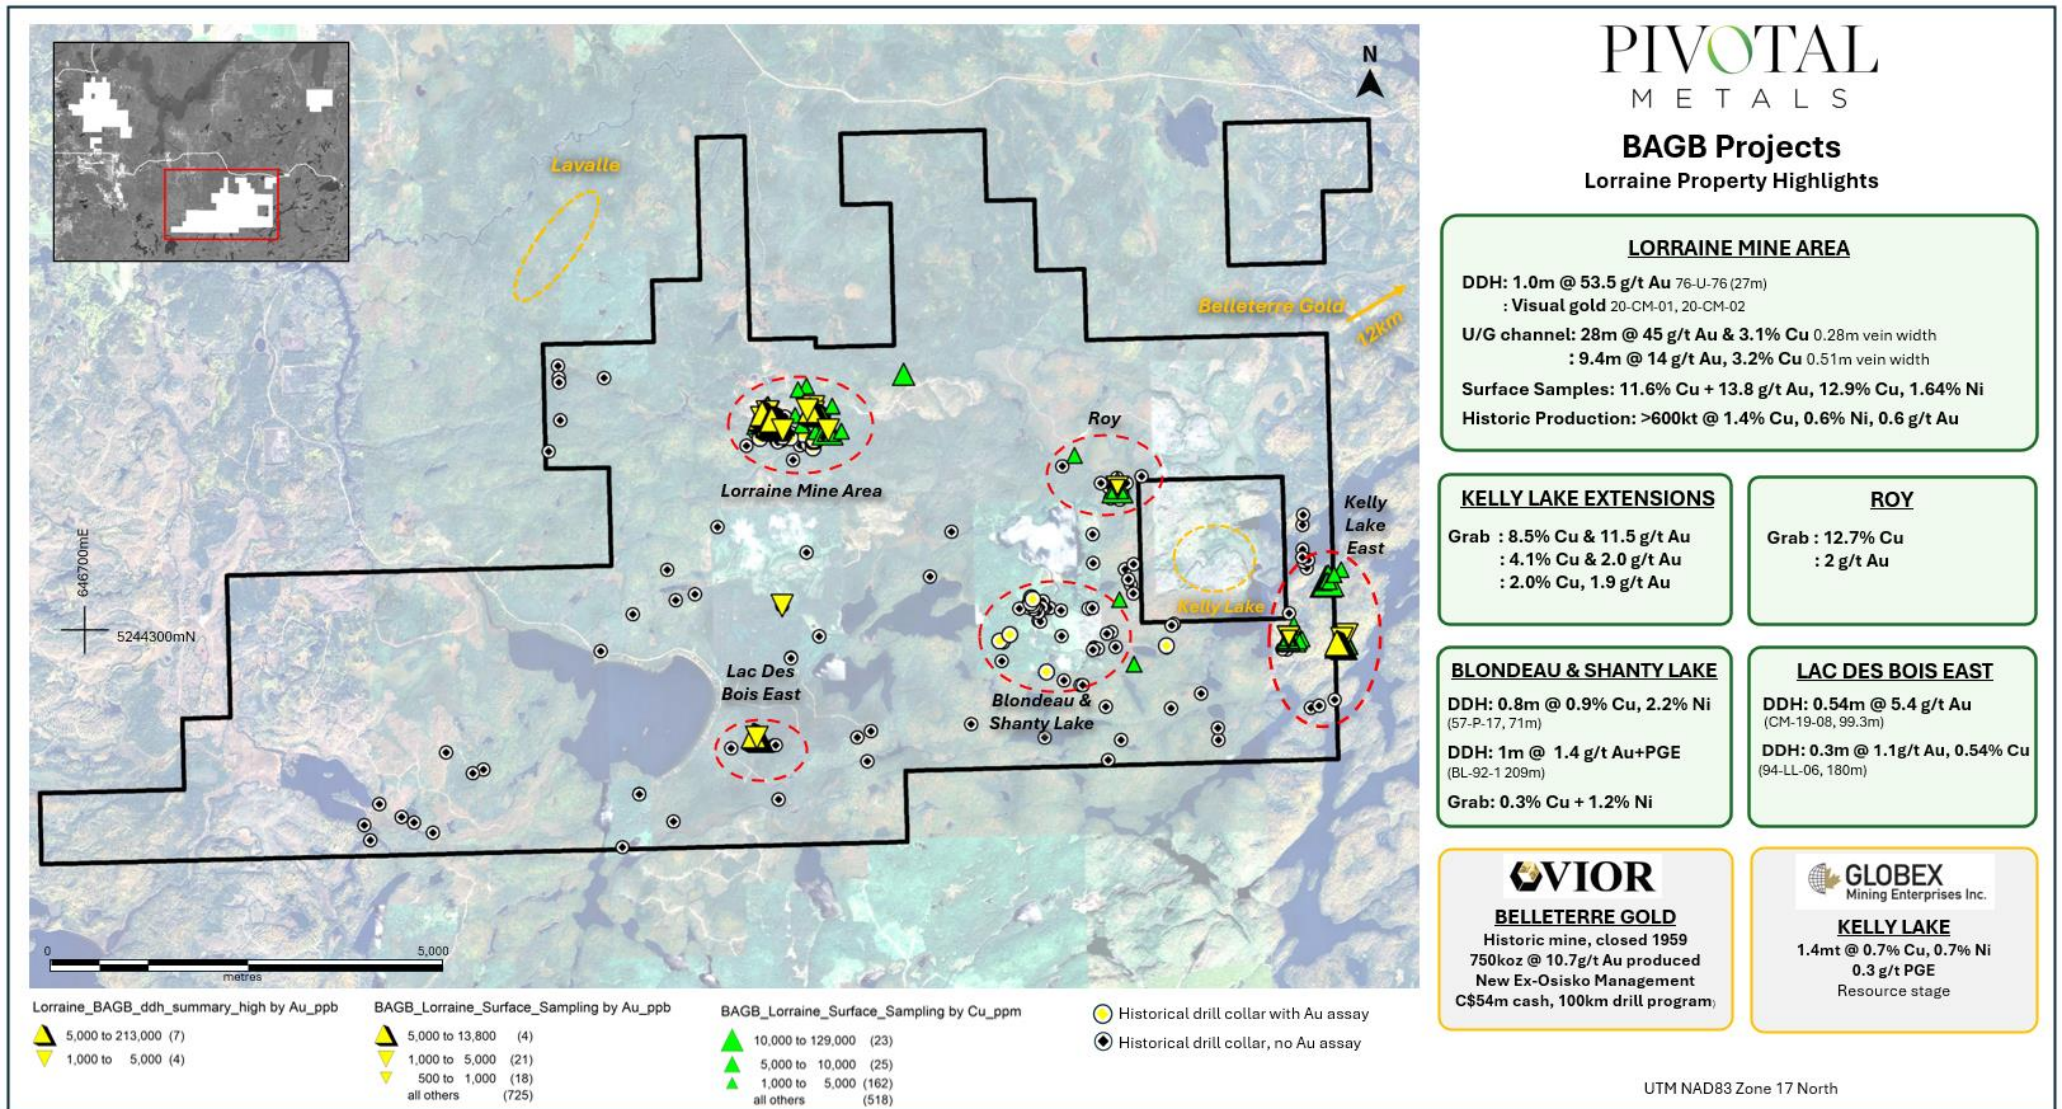 PIVOTAL
METALS
BAGB Projects
Lorraine Property Highlights
N
Lavalle
Belleterre Gold
12km
Roy
Lorraine Mine Area
Kelly
Lake
East
Kelly Lake
Lac Des
Bois East
Blondeau &
Shanty Lake
646700mE
5244300mN
0 5,000
metres
LORRAINE MINE AREA
DDH: 1.0m @ 53.5 g/t Au 76-U-76 (27m)
: Visual gold 20-CM-01, 20-CM-02
U/G channel: 28m @ 45 g/t Au & 3.1% Cu 0.28m vein width
: 9.4m @ 14 g/t Au, 3.2% Cu 0.51m vein width
Surface Samples: 11.6% Cu + 13.8 g/t Au, 12.9% Cu, 1.64% Ni
Historic Production: >600kt @ 1.4% Cu, 0.6% Ni, 0.6 g/t Au
KELLY LAKE EXTENSIONS
Grab : 8.5% Cu & 11.5 g/t Au
: 4.1% Cu & 2.0 g/t Au
: 2.0% Cu, 1.9 g/t Au
ROY
Grab : 12.7% Cu
: 2 g/t Au
BLONDEAU & SHANTY LAKE
DDH: 0.8m @ 0.9% Cu, 2.2% Ni
(57-P-17, 71m)
DDH: 1m @ 1.4 g/t Au+PGE
(BL-92-1 209m)
Grab: 0.3% Cu + 1.2% Ni
LAC DES BOIS EAST
DDH: 0.54m @ 5.4 g/t Au
(CM-19-08, 99.3m)
DDH: 0.3m @ 1.1g/t Au, 0.54% Cu
(94-LL-06, 180m)
VIOR
BELLETERRE GOLD
Historic mine, closed 1959
750koz @ 10.7g/t Au produced
New Ex-Osisko Management
C$54m cash, 100km drill program)
GLOBEX
Mining Enterprises Inc.
KELLY LAKE
1.4mt @ 0.7% Cu, 0.7% Ni
0.3 g/t PGE
Resource stage
Lorraine_BAGB_ddh_summary_high by Au_ppb
5,000 to 213,000 (7)
1,000 to 5,000 (4)
BAGB_Lorraine_Surface_Sampling by Au_ppb
5,000 to 13,800 (4)
1,000 to 5,000 (21)
500 to 1,000 (18)
all others (725)
BAGB_Lorraine_Surface_Sampling by Cu_ppm
10,000 to 129,000 (23)
5,000 to 10,000 (25)
1,000 to 5,000 (162)
all others (518)
Historical drill collar with Au assay
Historical drill collar, no Au assay
UTM NAD83 Zone 17 North